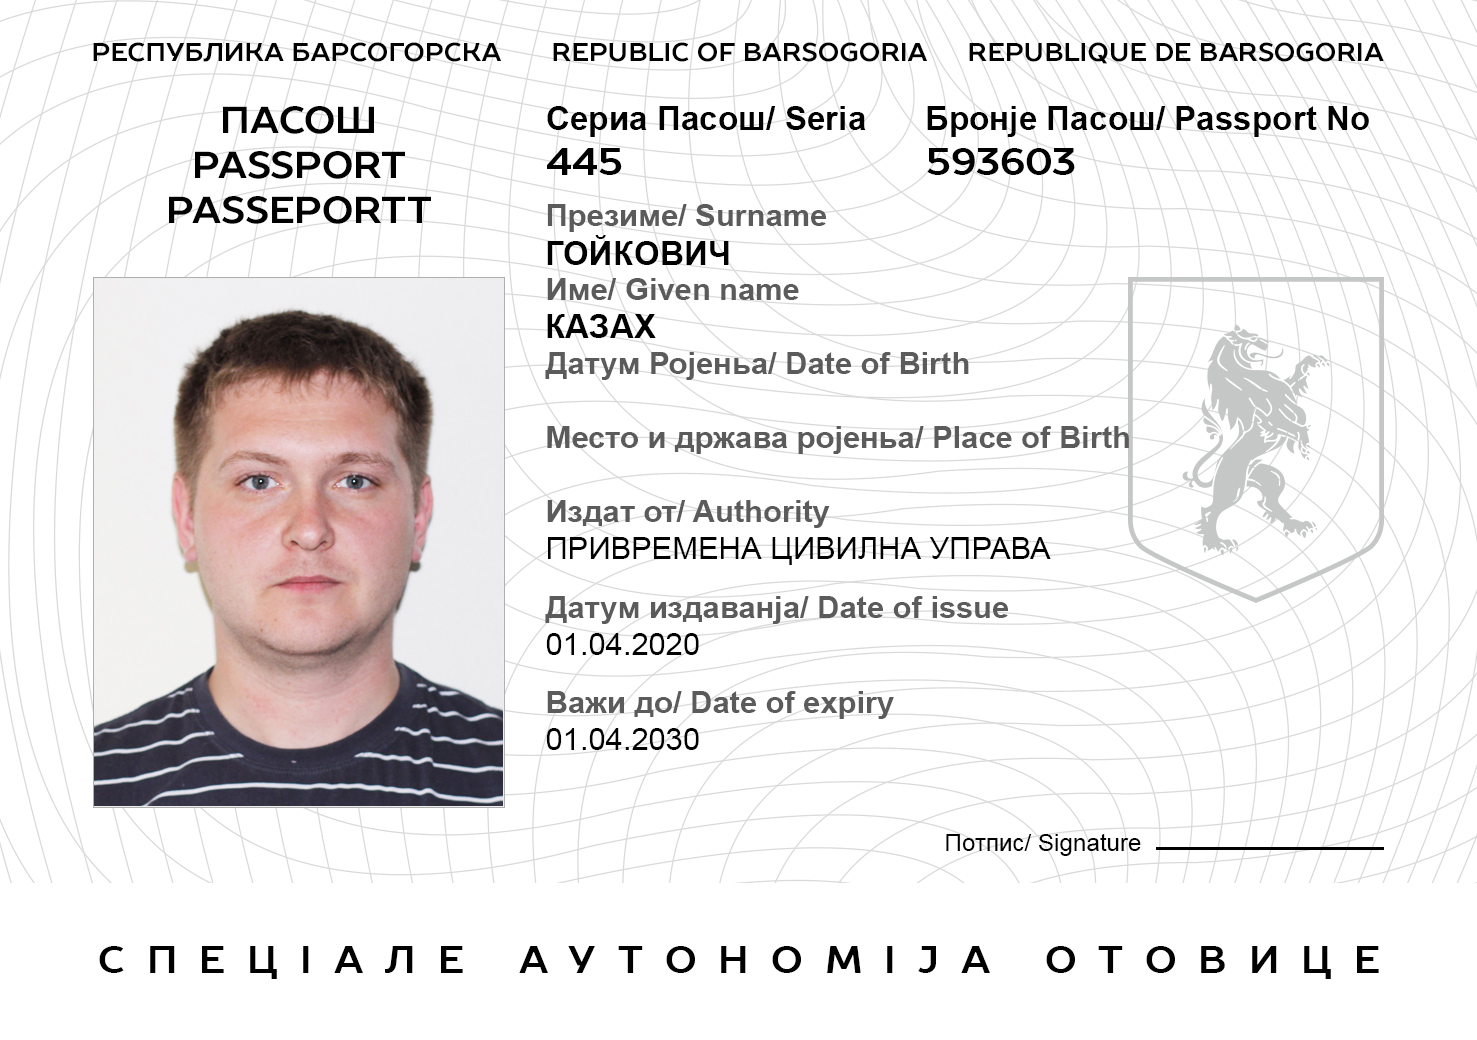 РЕСПУБЛИКА БАРСОГОРСКА REPUBLIC OF BARSOGORIA REPUBLIQUE DE BARSOGORIA
ПАСОШ
PASSPORT
PASSEPORTT
Сериа Пасош/ Seria
445
Бронје Пасош/ Passport No
593603
Презиме/ Surname
ГОЙКОВИЧ
Име/ Given name
КАЗАХ
Датум Ројења/ Date of Birth
Место и држава ројења/ Place of Birth
Издат от/ Authority
ПРИВРЕМЕНА ЦИВИЛНА УПРАВА
Датум издаванја/ Date of issue
01.04.2020
Важи до/ Date of expiry
01.04.2030
Потпис/ Signature
СПЕЦІАЛЕ АУТОНОМІЈА ОТОВИЦЕ